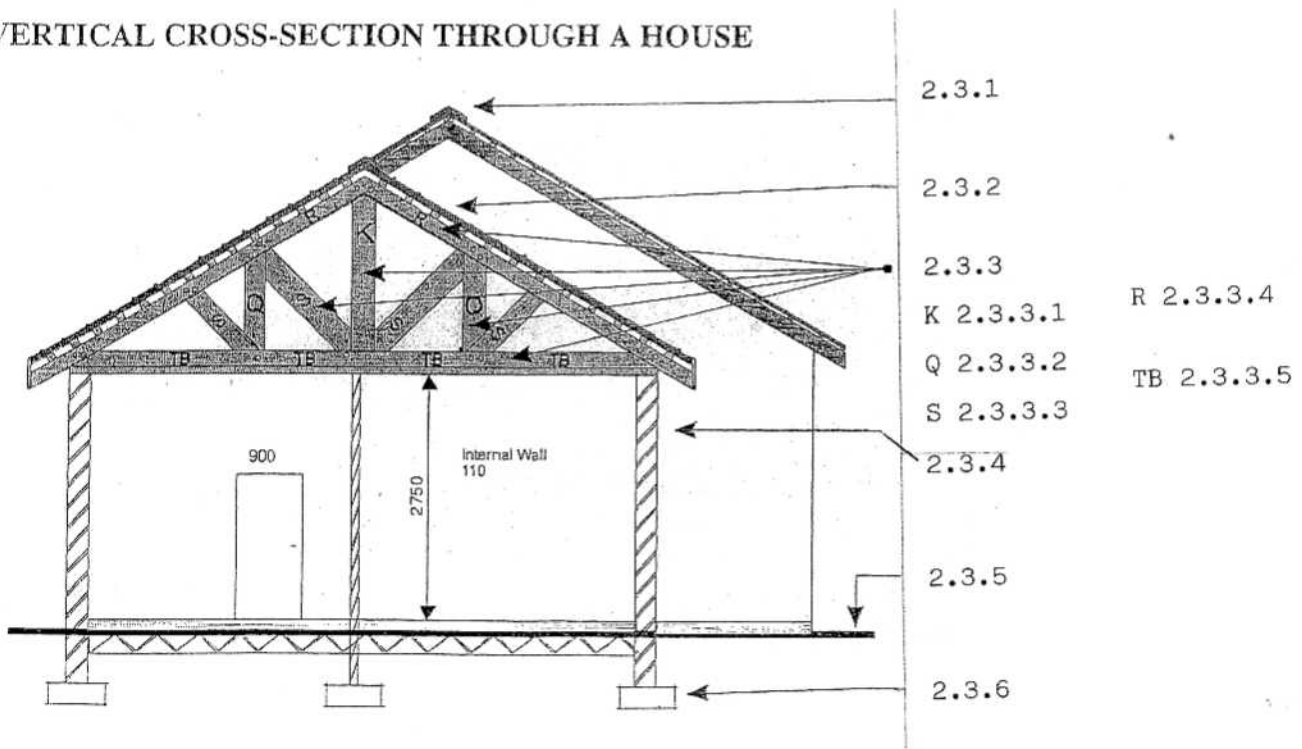 VERTICAL CROSS-SECTION THROUGH A HOUSE
2.3.1
2.3.2
2.3.3
K 2.3.3.1
R 2.3.3.4
Q 2.3.3.2
TB 2.3.3.5
S 2.3.3.3
2.3.4
2.3.5
2.3.6
R
R
K
Q
S
S
Q
S
S
TB
TB
TB
TB
900
2750
Internal Wall
110